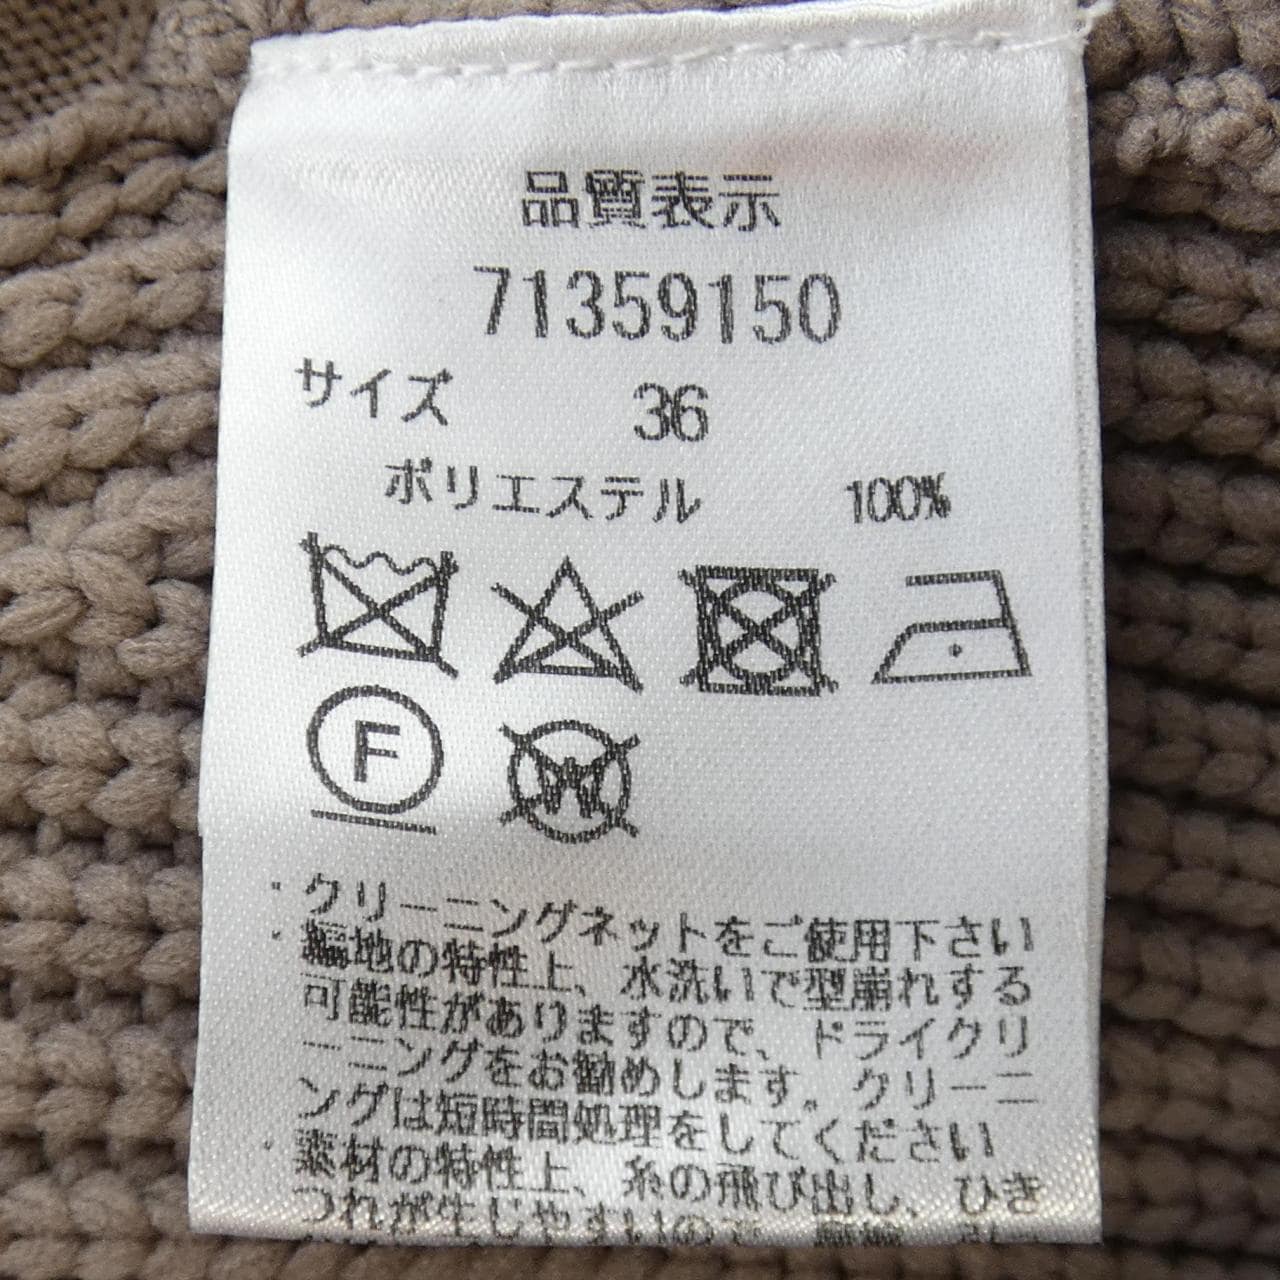 品質表示
71359150
サイズ 36
ポリエステル 100%
F
W
・クリーニングネットをご使用下さい
・編地の特性上、水洗いで型崩れする
可能性がありますので、ドライクリ
ーニングをお勧めします。クリーニ
ングは短時間処理をしてください
・素材の特性上、糸の飛び出し、ひき
つれが生じやすいので、摩擦